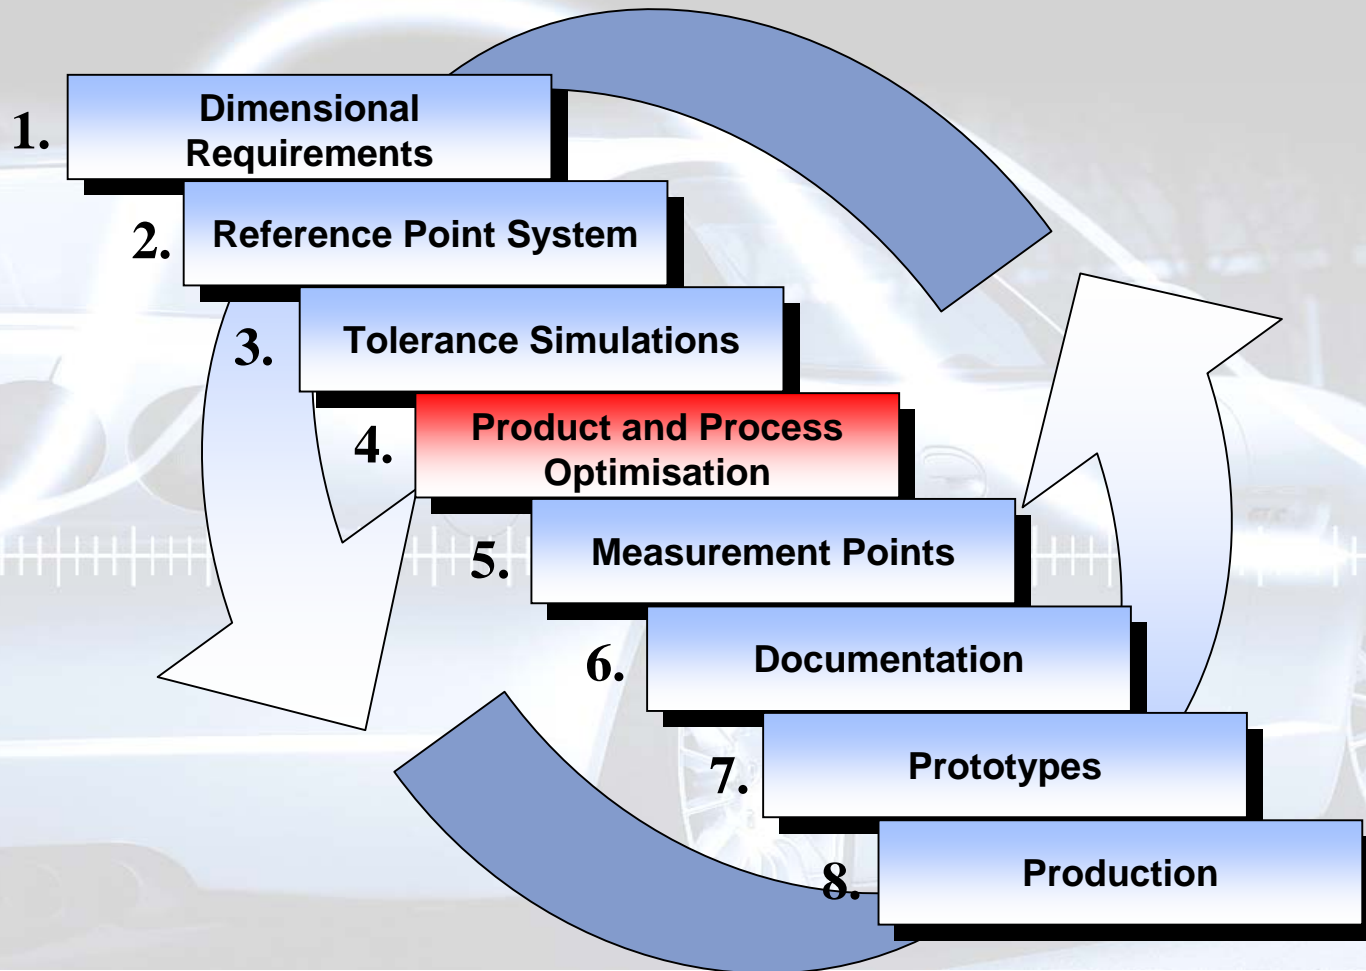 1.
Dimensional
Requirements
2.
Reference Point System
3.
Tolerance Simulations
4.
Product and Process
Optimisation
5.
Measurement Points
6.
Documentation
7.
Prototypes
8.
Production